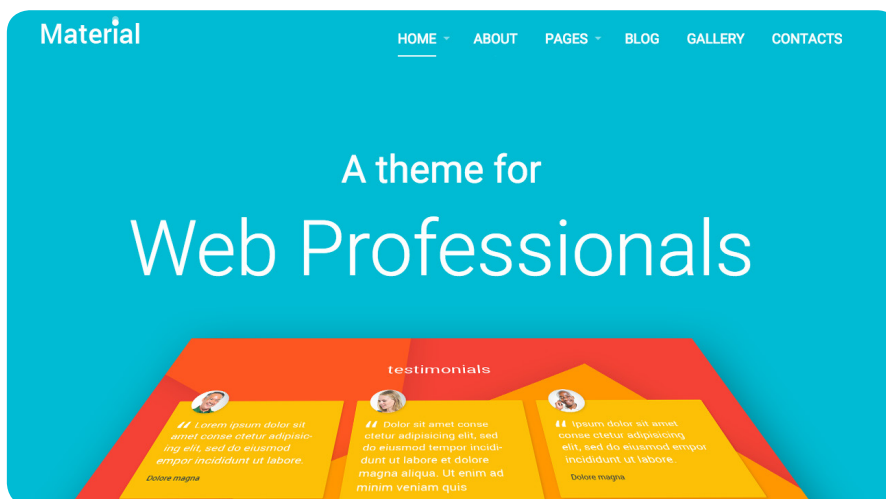 Material
HOME ABOUT PAGES BLOG GALLERY CONTACTS
A theme for
Web Professionals
testimonials
“ Lorem ipsum dolor sit
amet conse ctetur adipisic-
ing elit, sed do eiusmod
empor incididunt ut labore.
Dolore magna
“ Dolor sit amet conse
ctetur adipisicing elit, sed
do eiusmod tempor incidi-
dunt ut labore et dolore
magna aliqua. Ut enim ad
minim veniam quis
“ Ipsum dolor sit amet
conse ctetur adipisicing
elit, sed do eiusmod empor
incididunt ut labore.
Dolore magna